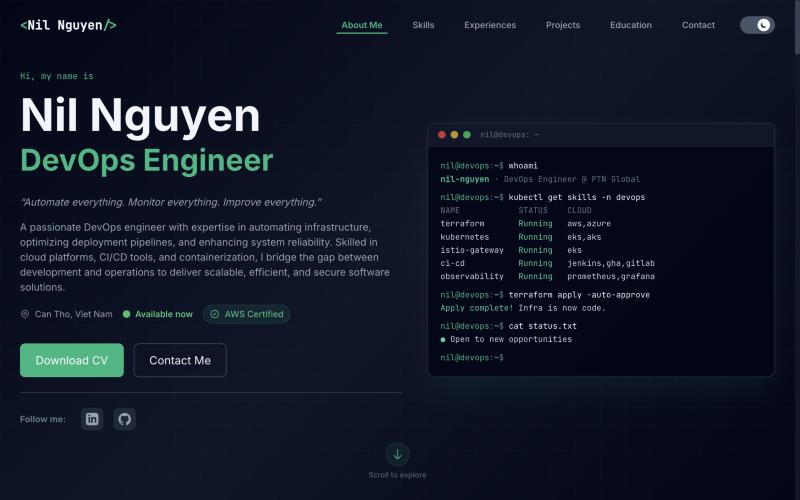 <Nil Nguyen/>
About Me Skills Experiences Projects Education Contact
Hi, my name is
Nil Nguyen
DevOps Engineer
“Automate everything. Monitor everything. Improve everything.”
A passionate DevOps engineer with expertise in automating infrastructure,
optimizing deployment pipelines, and enhancing system reliability. Skilled in
cloud platforms, CI/CD tools, and containerization, I bridge the gap between
development and operations to deliver scalable, efficient, and secure software
solutions.
Can Tho, Viet Nam Available now AWS Certified
Download CV Contact Me
Follow me:
nil@devops: ~
nil@devops:~$ whoami
nil-nguyen · DevOps Engineer @ PTN Global
nil@devops:~$ kubectl get skills -n devops
NAME STATUS CLOUD
terraform Running aws,azure
kubernetes Running eks,aks
istio-gateway Running eks
ci-cd Running jenkins,gha,gitlab
observability Running prometheus,grafana
nil@devops:~$ terraform apply -auto-approve
Apply complete! Infra is now code.
nil@devops:~$ cat status.txt
● Open to new opportunities
nil@devops:~$
Scroll to explore